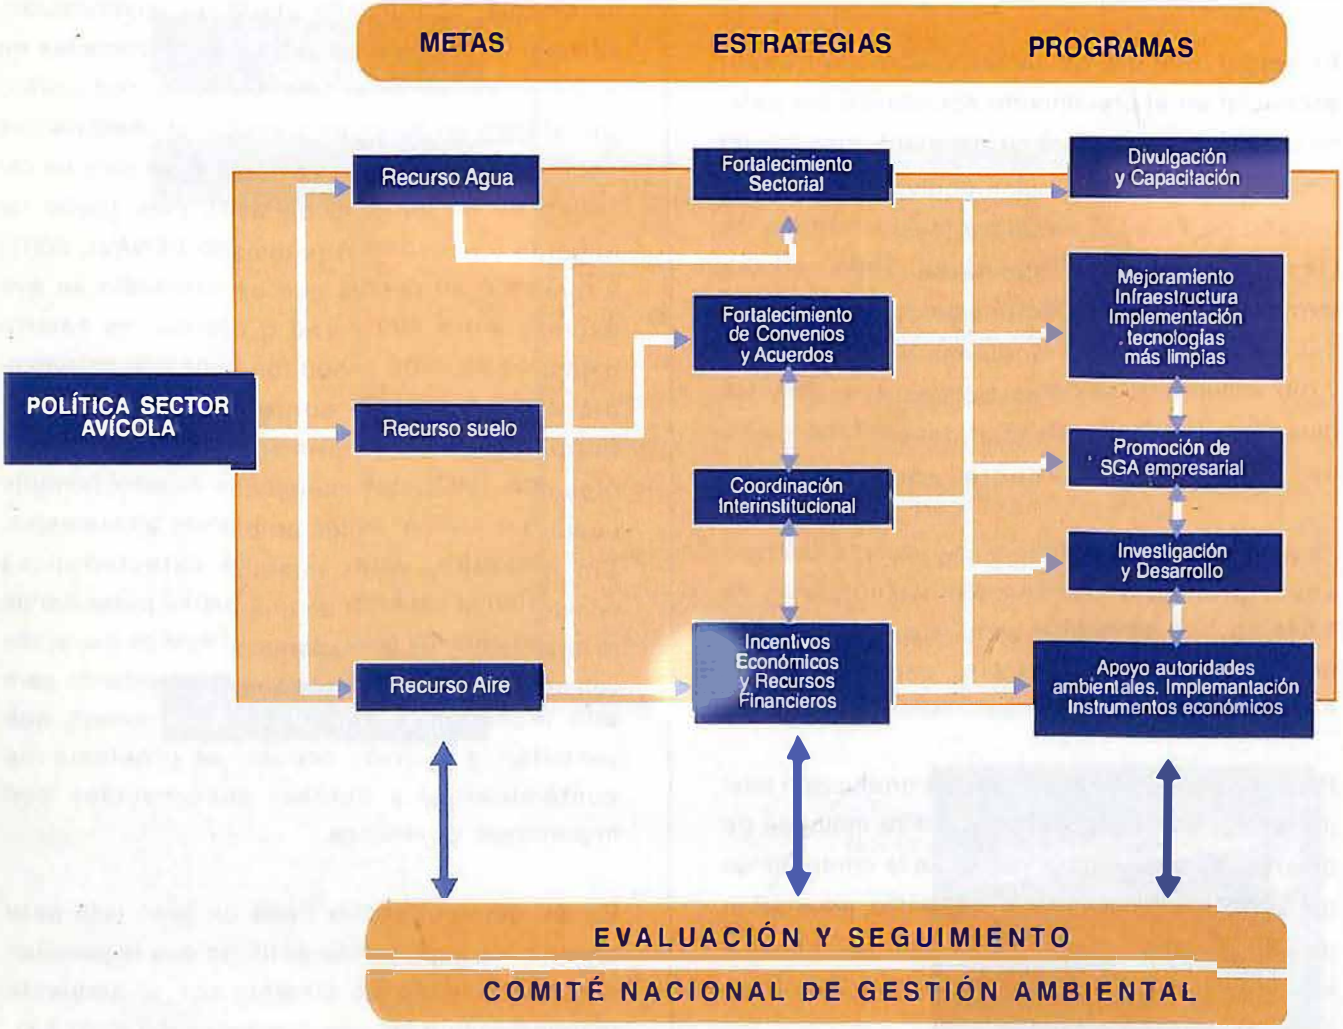 METAS
ESTRATEGIAS
PROGRAMAS
POLÍTICA SECTOR
AVÍCOLA
Recurso Agua
Recurso suelo
Recurso Aire
Fortalecimiento
Sectorial
Fortalecimiento
de Convenios
y Acuerdos
Coordinación
Interinstitucional
Incentivos
Económicos
y Recursos
Financieros
Divulgación
y Capacitación
Mejoramiento
Infraestructura
Implementación
tecnologías
más limpias
Promoción de
SGA empresarial
Investigación
y Desarrollo
Apoyo autoridades
ambientales. Implemantación
Instrumentos económicos
EVALUACIÓN Y SEGUIMIENTO
COMITÉ NACIONAL DE GESTIÓN AMBIENTAL